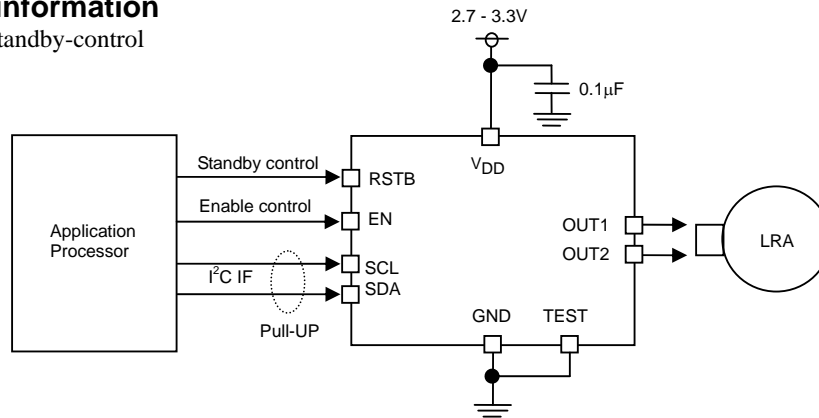 information
tandby-control
2.7 - 3.3V
0.1μF
VDD
Standby control
RSTB
Enable control
EN
Application
Processor
OUT1
OUT2
LRA
SCL
I²C IF
SDA
GND
TEST
Pull-UP